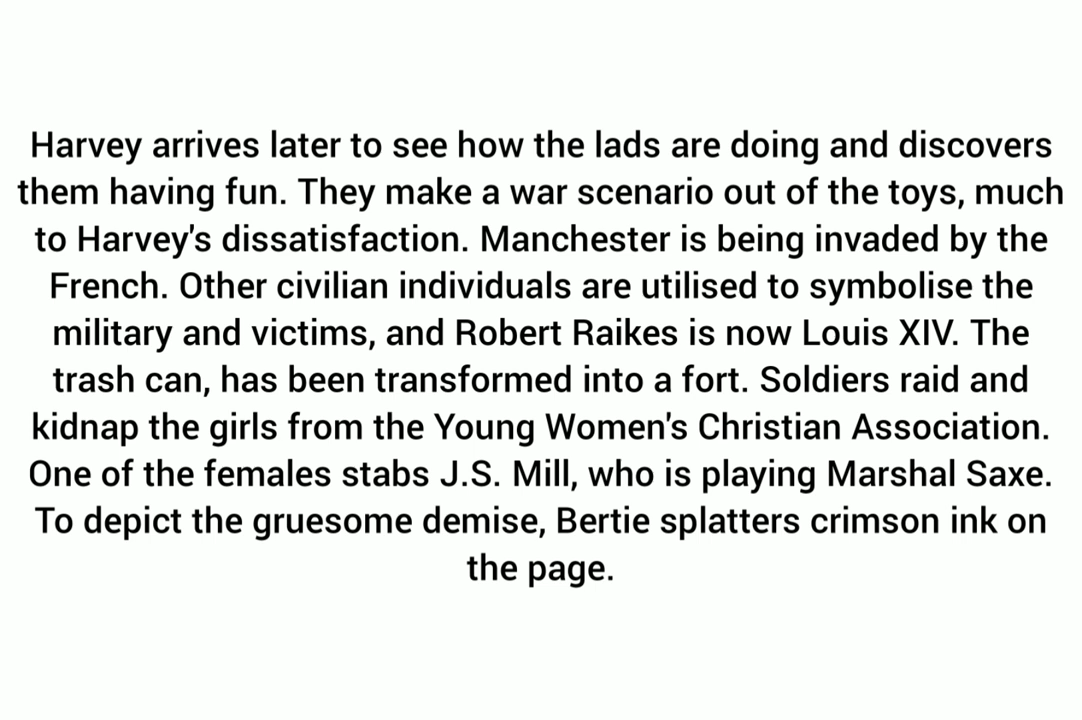 Harvey arrives later to see how the lads are doing and discovers
them having fun. They make a war scenario out of the toys, much
to Harvey's dissatisfaction. Manchester is being invaded by the
French. Other civilian individuals are utilised to symbolise the
military and victims, and Robert Raikes is now Louis XIV. The
trash can, has been transformed into a fort. Soldiers raid and
kidnap the girls from the Young Women's Christian Association.
One of the females stabs J.S. Mill, who is playing Marshal Saxe.
To depict the gruesome demise, Bertie splatters crimson ink on
the page.